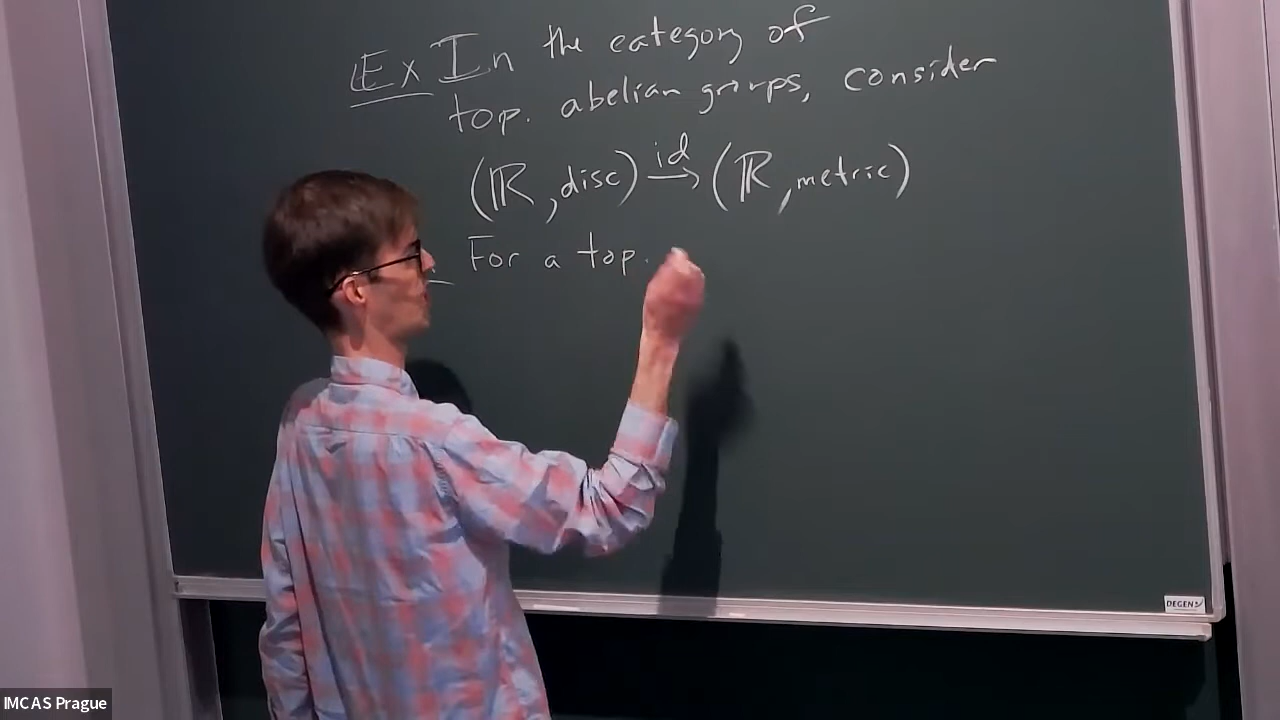 Ex In the category of
top. abelian groups, consider
(ℝ, disc) id→ (ℝ, metric)
For a top.
DEGEN
IMCAS Prague